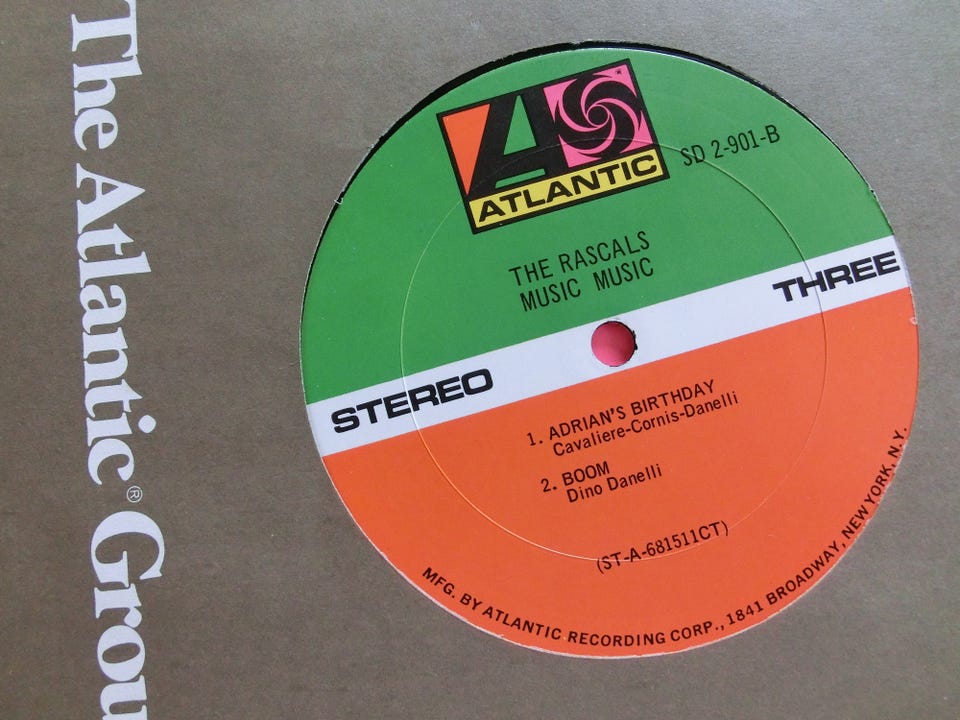 The Atlantic® Grou
ATLANTIC
SD 2-901-B
THE RASCALS
MUSIC MUSIC
STEREO
THREE
1. ADRIAN'S BIRTHDAY
Cavaliere-Cornis-Danelli
2. BOOM
Dino Danelli
(ST-A-681511CT)
MFG. BY ATLANTIC RECORDING CORP., 1841 BROADWAY, NEW YORK, N.Y.